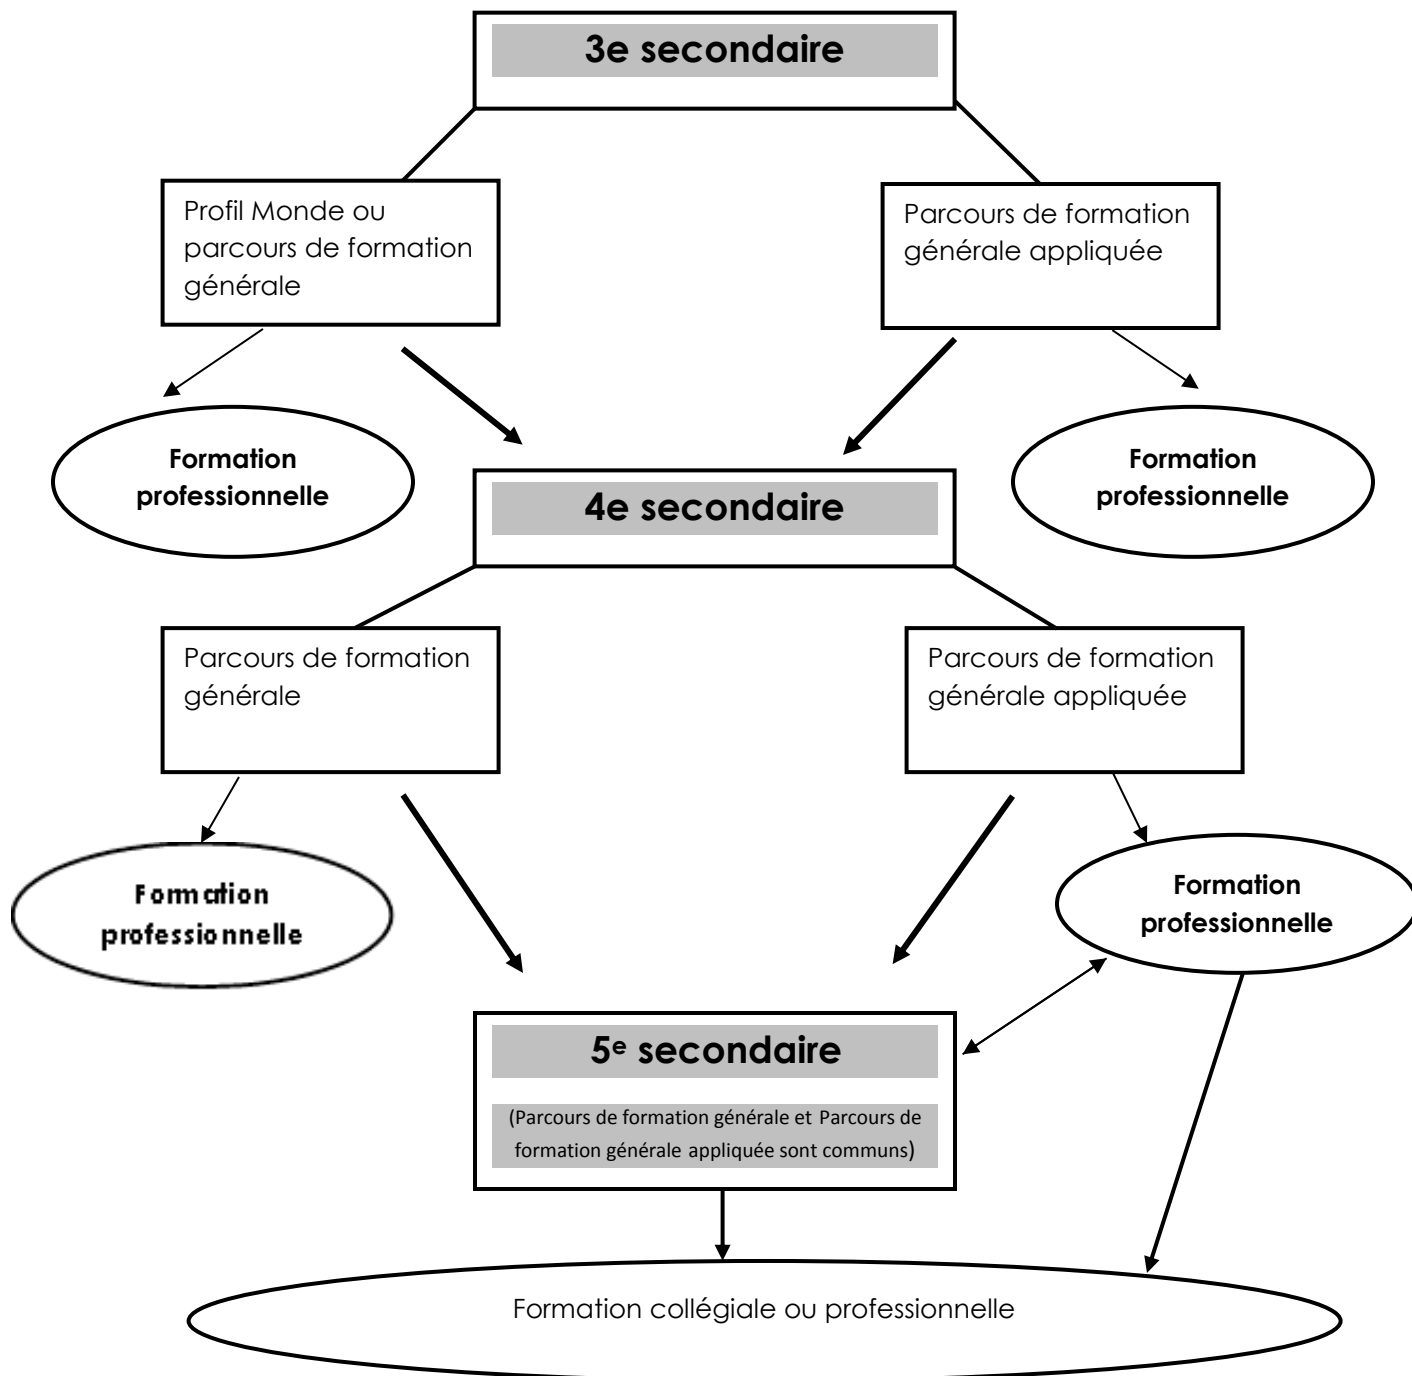 3e secondaire
Profil Monde ou
parcours de formation
générale
Parcours de formation
générale appliquée
Formation
professionnelle
Formation
professionnelle
4e secondaire
Parcours de formation
générale
Parcours de formation
générale appliquée
Formation
professionnelle
Formation
professionnelle
5e secondaire
(Parcours de formation générale et Parcours de
formation générale appliquée sont communs)
Formation collégiale ou professionnelle